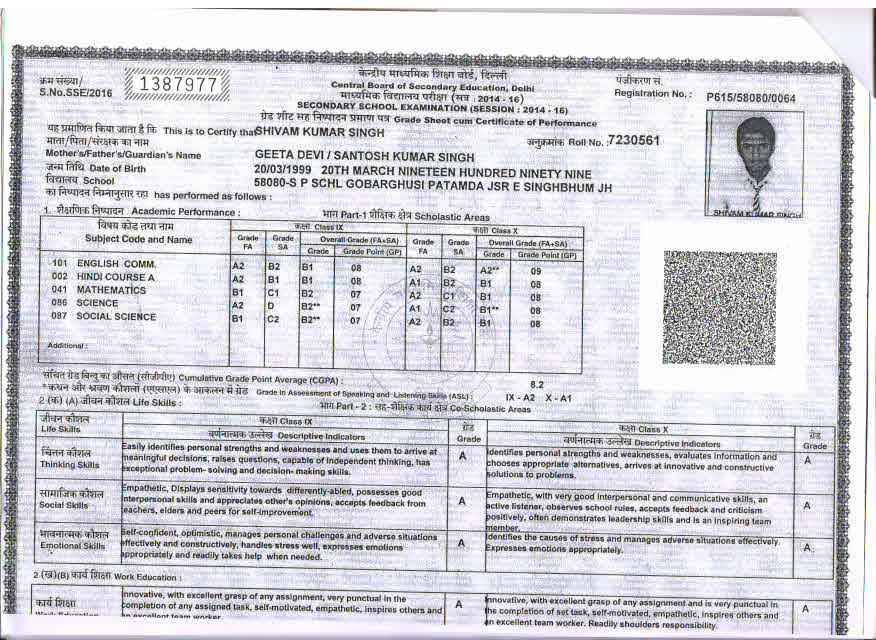 केन्द्रीय माध्यमिक शिक्षा बोर्ड, दिल्ली
क्रम संख्या/
S.No.SSE/2016
1387977
Central Board of Secondary Education, Delhi
माध्यमिक विद्यालय परीक्षा (सत्र : 2014 - 16)
SECONDARY SCHOOL EXAMINATION (SESSION : 2014 - 16)
पंजीकरण सं.
Registration No. : P615/58080/0064
ग्रेड शीट सह निष्पादन प्रमाण पत्र Grade Sheet cum Certificate of Performance
यह प्रमाणित किया जाता है कि This is to Certify that SHIVAM KUMAR SINGH
अनुक्रमांक Roll No. : 7230561
माता/पिता/संरक्षक का नाम
Mother's/Father's/Guardian's Name GEETA DEVI / SANTOSH KUMAR SINGH
जन्म तिथि Date of Birth 20/03/1999 20TH MARCH NINETEEN HUNDRED NINETY NINE
विद्यालय School 58080-S P SCHL GOBARGHUSI PATAMDA JSR E SINGHBHUM JH
का निष्पादन निम्नानुसार रहा has performed as follows :
SHIVAM KUMAR SINGH
1. शैक्षणिक निष्पादन Academic Performance : भाग Part-1 शैक्षिक क्षेत्र Scholastic Areas
विषय कोड तथा नाम कक्षा Class IX कक्षा Class X
Subject Code and Name Grade FA Grade SA Overall Grade (FA+SA) Grade FA Grade SA Overall Grade (FA+SA)
Grade Grade Point (GP) Grade Grade Point (GP)
101 ENGLISH COMM. A2 B2 B1 08 A2 B2 A2** 09
002 HINDI COURSE A A2 B1 B1 08 A1 B2 B1 08
041 MATHEMATICS B1 C1 B2 07 A2 C1 B1 08
086 SCIENCE A2 D B2** 07 A1 C2 B1** 08
087 SOCIAL SCIENCE B1 C2 B2** 07 A2 B2 B1 08
Additional :
संचित ग्रेड बिन्दु का औसत (सीजीपीए) Cumulative Grade Point Average (CGPA) : 8.2
* कथन और श्रवण कौशलों (एएसएल) के आकलन में ग्रेड Grade in Assessment of Speaking and Listening Skills (ASL) : IX - A2 X - A1
2 (क) (A) जीवन कौशल Life Skills : भाग Part - 2 : सह-शैक्षिक कार्य क्षेत्र Co-Scholastic Areas
जीवन कौशल
Life Skills
कक्षा Class IX
वर्णनात्मक उल्लेख Descriptive Indicators
ग्रेड
Grade
कक्षा Class X
वर्णनात्मक उल्लेख Descriptive Indicators
ग्रेड
Grade
चिंतन कौशल
Thinking Skills
Easily identifies personal strengths and weaknesses and uses them to arrive at
meaningful decisions, raises questions, capable of independent thinking, has
exceptional problem- solving and decision- making skills.
A
Identifies personal strengths and weaknesses, evaluates information and
chooses appropriate alternatives, arrives at innovative and constructive
solutions to problems.
A
सामाजिक कौशल
Social Skills
Empathetic, Displays sensitivity towards differently-abled, possesses good
interpersonal skills and appreciates other's opinions, accepts feedback from
teachers, elders and peers for self-improvement.
A
Empathetic, with very good interpersonal and communicative skills, an
active listener, observes school rules, accepts feedback and criticism
positively, often demonstrates leadership skills and is an inspiring team
member.
A
भावनात्मक कौशल
Emotional Skills
Self-confident, optimistic, manages personal challenges and adverse situations
effectively and constructively, handles stress well, expresses emotions
appropriately and readily takes help when needed.
A
Identifies the causes of stress and manages adverse situations effectively.
Expresses emotions appropriately.
A
2 (ख)(B) कार्य शिक्षा Work Education :
कार्य शिक्षा
Work Education
Innovative, with excellent grasp of any assignment, very punctual in the
completion of any assigned task, self-motivated, empathetic, inspires others and
an excellent team worker.
A
Innovative, with excellent grasp of any assignment and is very punctual in
the completion of set task, self-motivated, empathetic, inspires others and
an excellent team worker. Readily shoulders responsibility.
A